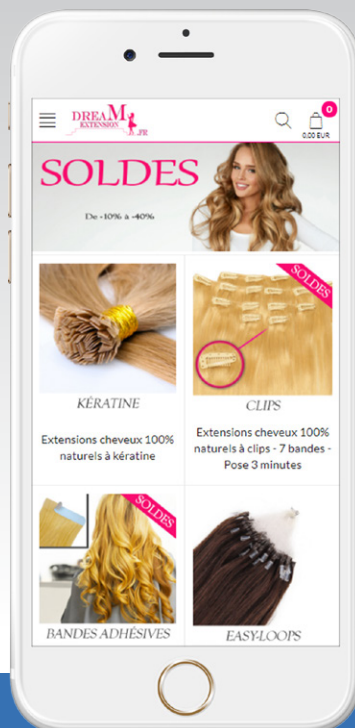 DREAM
EXTENSION
.FR
0
0,00 EUR
SOLDES
De -10% à -40%
SOLDES
KÉRATINE
CLIPS
Extensions cheveux 100%
naturels à kératine
Extensions cheveux 100%
naturels à clips - 7 bandes -
Pose 3 minutes
SOLDES
BANDES ADHÉSIVES
EASY-LOOPS